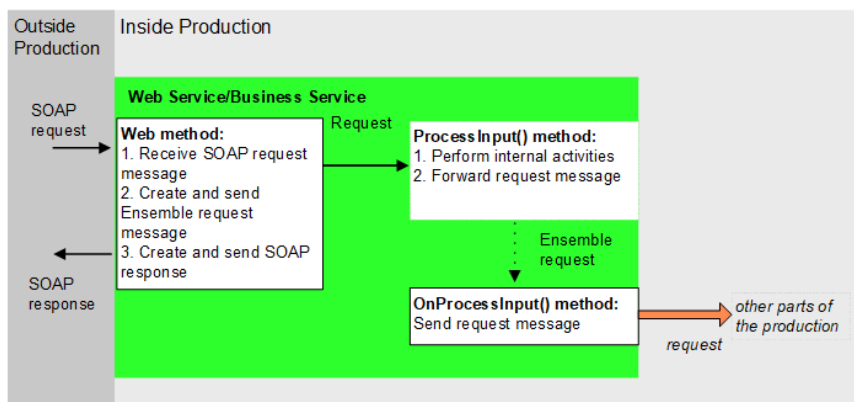 Outside
Production
Inside Production
Web Service/Business Service
SOAP
request
Web method:
1. Receive SOAP request
message
2. Create and send
Ensemble request
message
3. Create and send SOAP
response
Request
ProcessInput() method:
1. Perform internal activities
2. Forward request message
Ensemble
request
SOAP
response
OnProcessInput() method:
Send request message
request
other parts of
the production